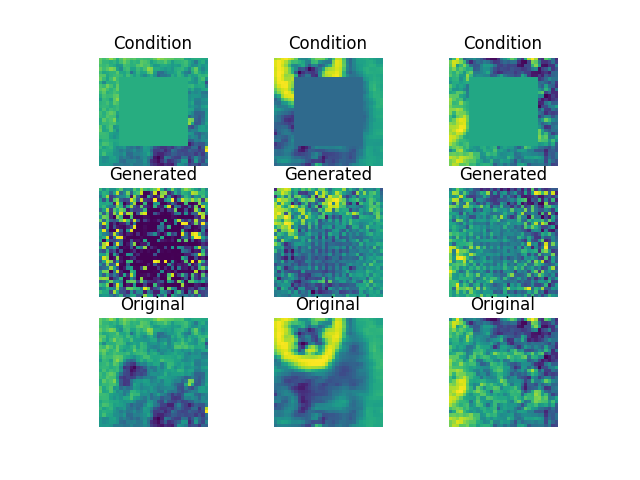 Condition Condition Condition
Generated Generated Generated
Original Original Original